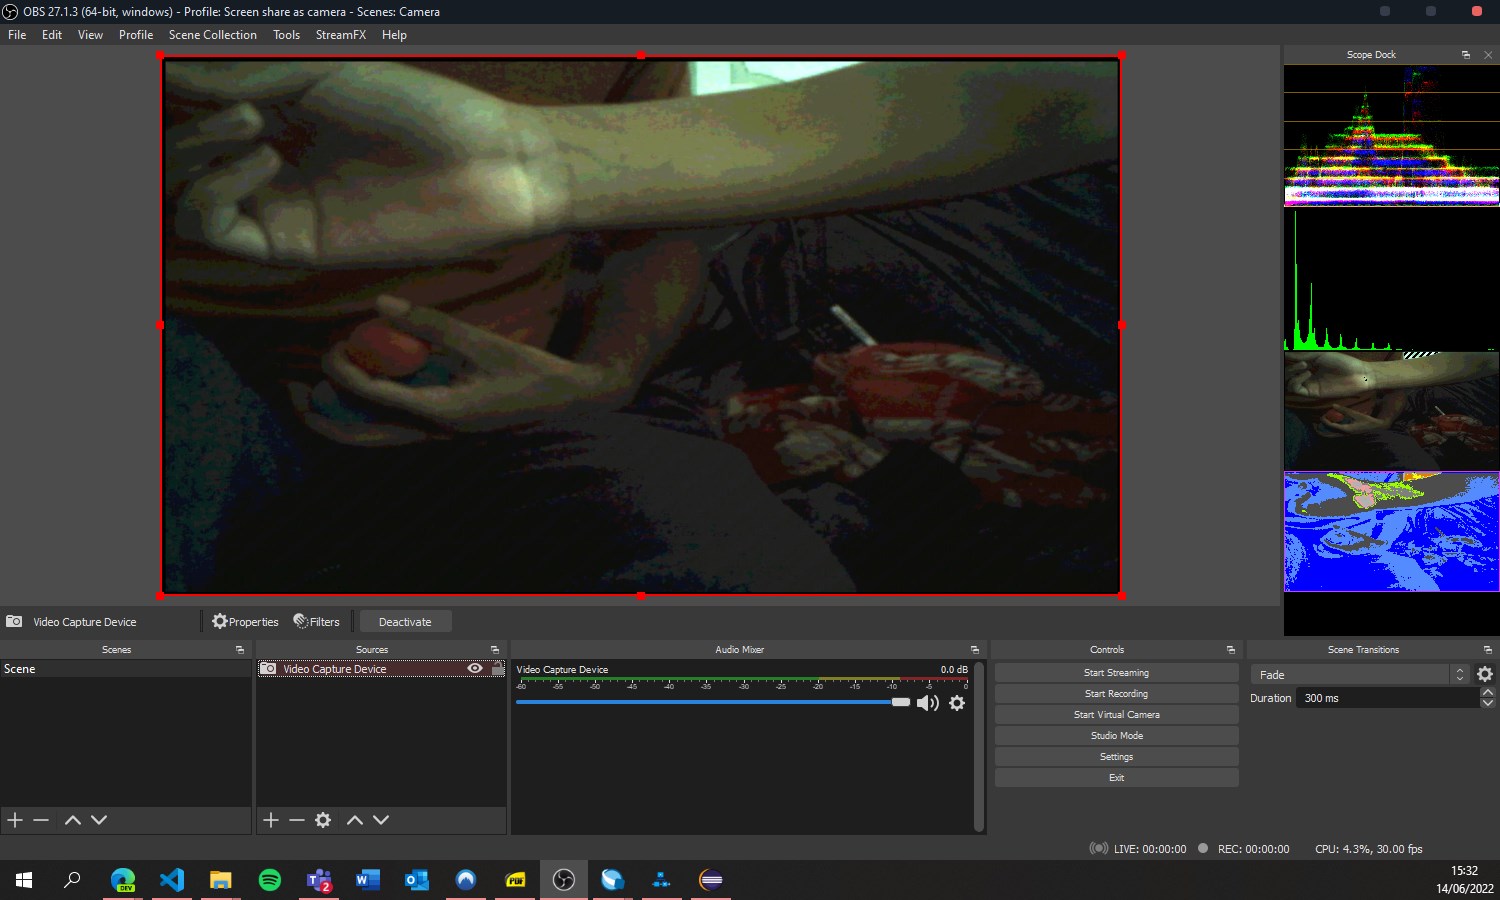 OBS 27.1.3 (64-bit, windows) - Profile: Screen share as camera - Scenes: Camera
File Edit View Profile Scene Collection Tools StreamFX Help
Scope Dock
Video Capture Device Properties Filters Deactivate
Scenes Sources Audio Mixer Controls Scene Transitions
Scene
Video Capture Device
Video Capture Device 0.0 dB
-60 -55 -50 -45 -40 -35 -30 -25 -20 -15 -10 -5 0
Start Streaming
Start Recording
Start Virtual Camera
Studio Mode
Settings
Exit
Fade
Duration 300 ms
LIVE: 00:00:00 REC: 00:00:00 CPU: 4.3%, 30.00 fps
DEV
2
PDF
15:32
14/06/2022